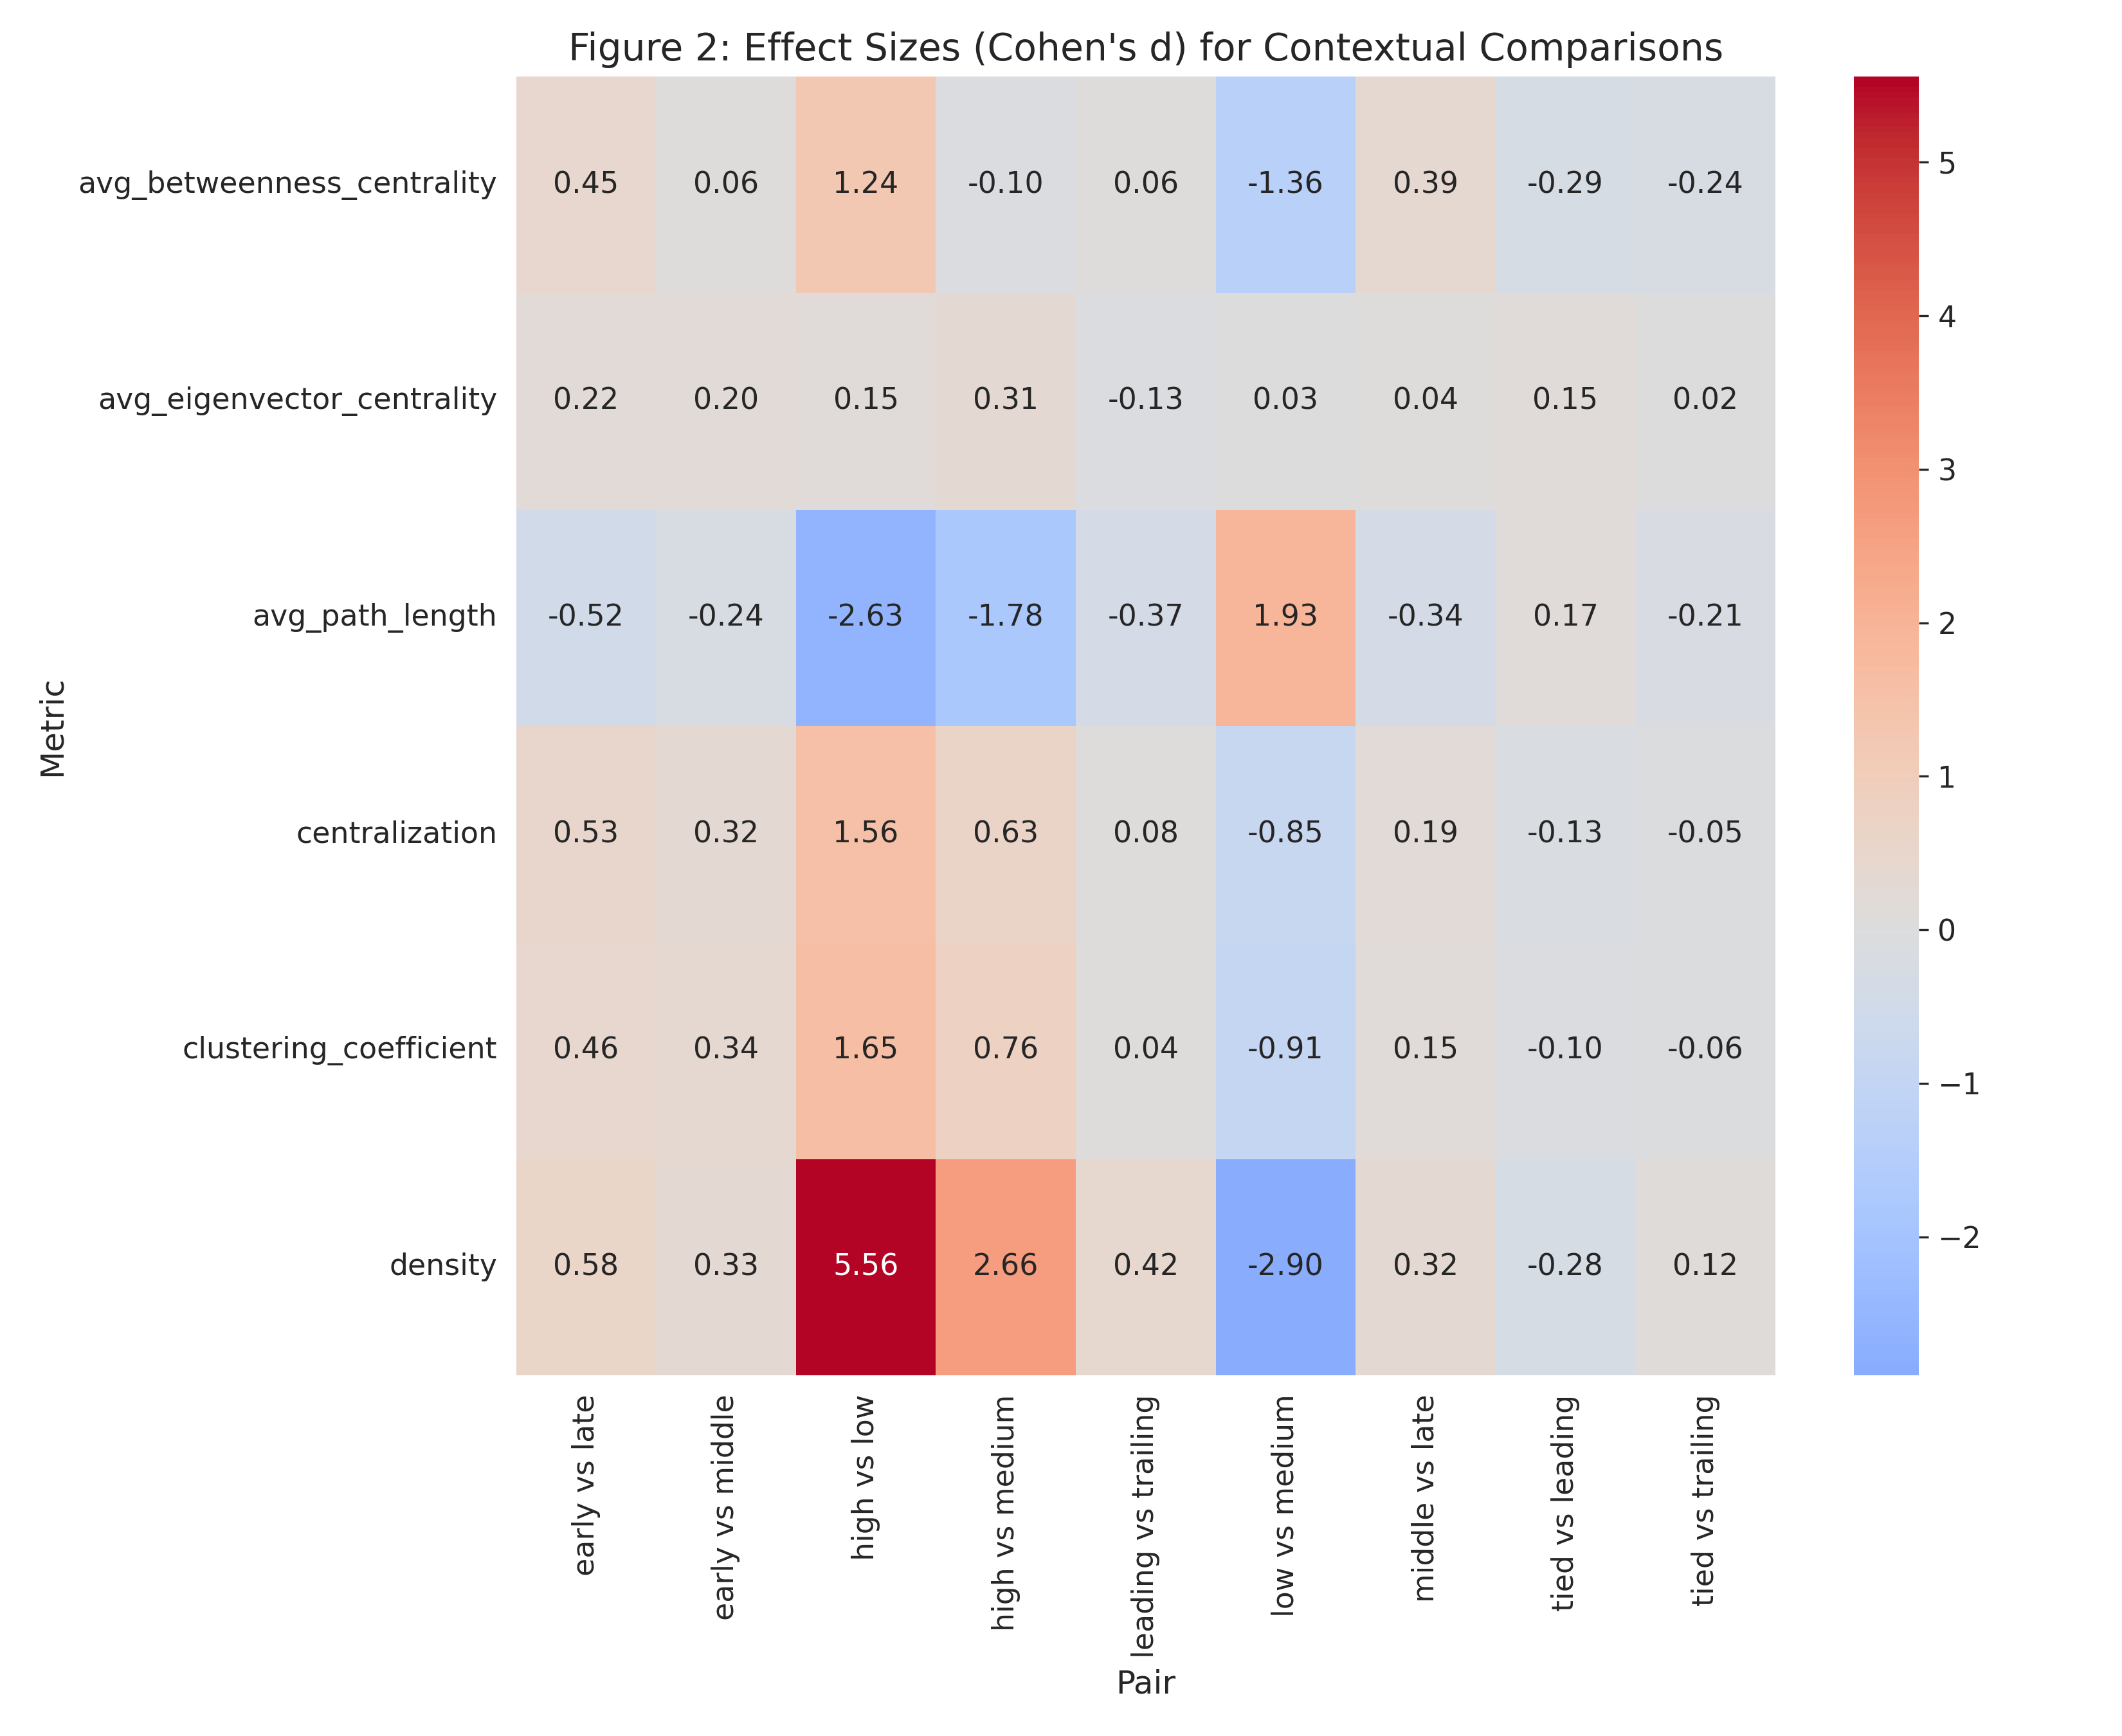 Figure 2: Effect Sizes (Cohen's d) for Contextual Comparisons
Metric
avg_betweenness_centrality 0.45 0.06 1.24 -0.10 0.06 -1.36 0.39 -0.29 -0.24
avg_eigenvector_centrality 0.22 0.20 0.15 0.31 -0.13 0.03 0.04 0.15 0.02
avg_path_length -0.52 -0.24 -2.63 -1.78 -0.37 1.93 -0.34 0.17 -0.21
centralization 0.53 0.32 1.56 0.63 0.08 -0.85 0.19 -0.13 -0.05
clustering_coefficient 0.46 0.34 1.65 0.76 0.04 -0.91 0.15 -0.10 -0.06
density 0.58 0.33 5.56 2.66 0.42 -2.90 0.32 -0.28 0.12
early vs late
early vs middle
high vs low
high vs medium
leading vs trailing
low vs medium
middle vs late
tied vs leading
tied vs trailing
Pair
5
4
3
2
1
0
−1
−2